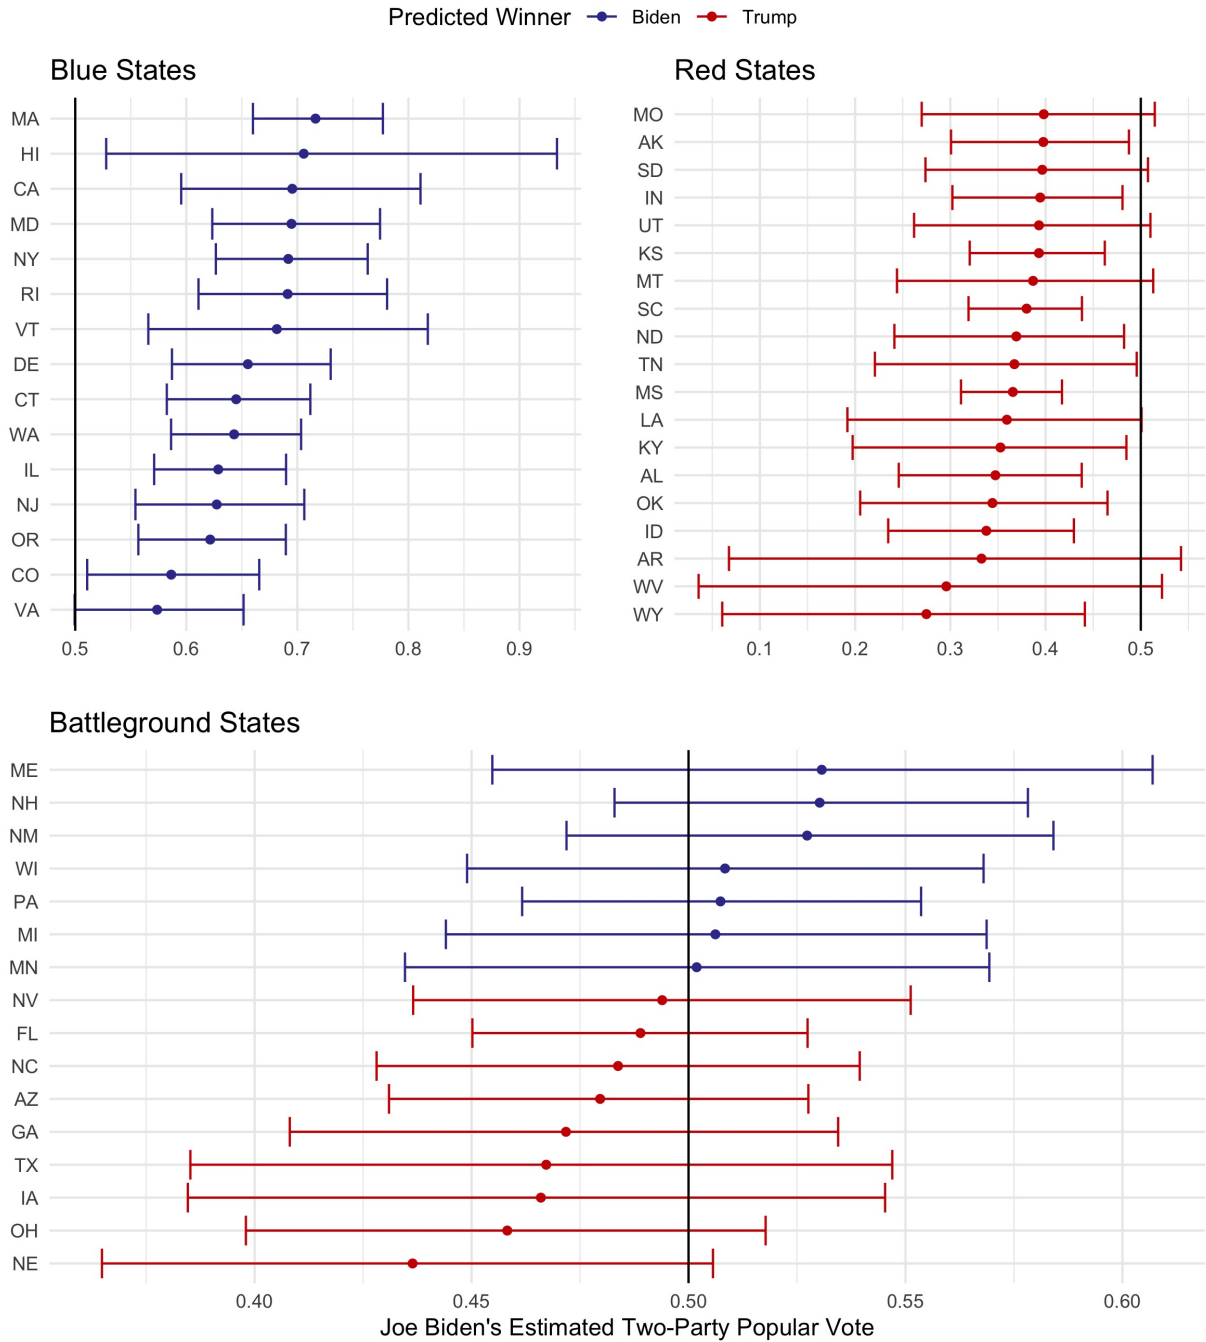 Predicted Winner Biden Trump
Blue States
MA
HI
CA
MD
NY
RI
VT
DE
CT
WA
IL
NJ
OR
CO
VA
0.5 0.6 0.7 0.8 0.9
Red States
MO
AK
SD
IN
UT
KS
MT
SC
ND
TN
MS
LA
KY
AL
OK
ID
AR
WV
WY
0.1 0.2 0.3 0.4 0.5
Battleground States
ME
NH
NM
WI
PA
MI
MN
NV
FL
NC
AZ
GA
TX
IA
OH
NE
0.40 0.45 0.50 0.55 0.60
Joe Biden's Estimated Two-Party Popular Vote